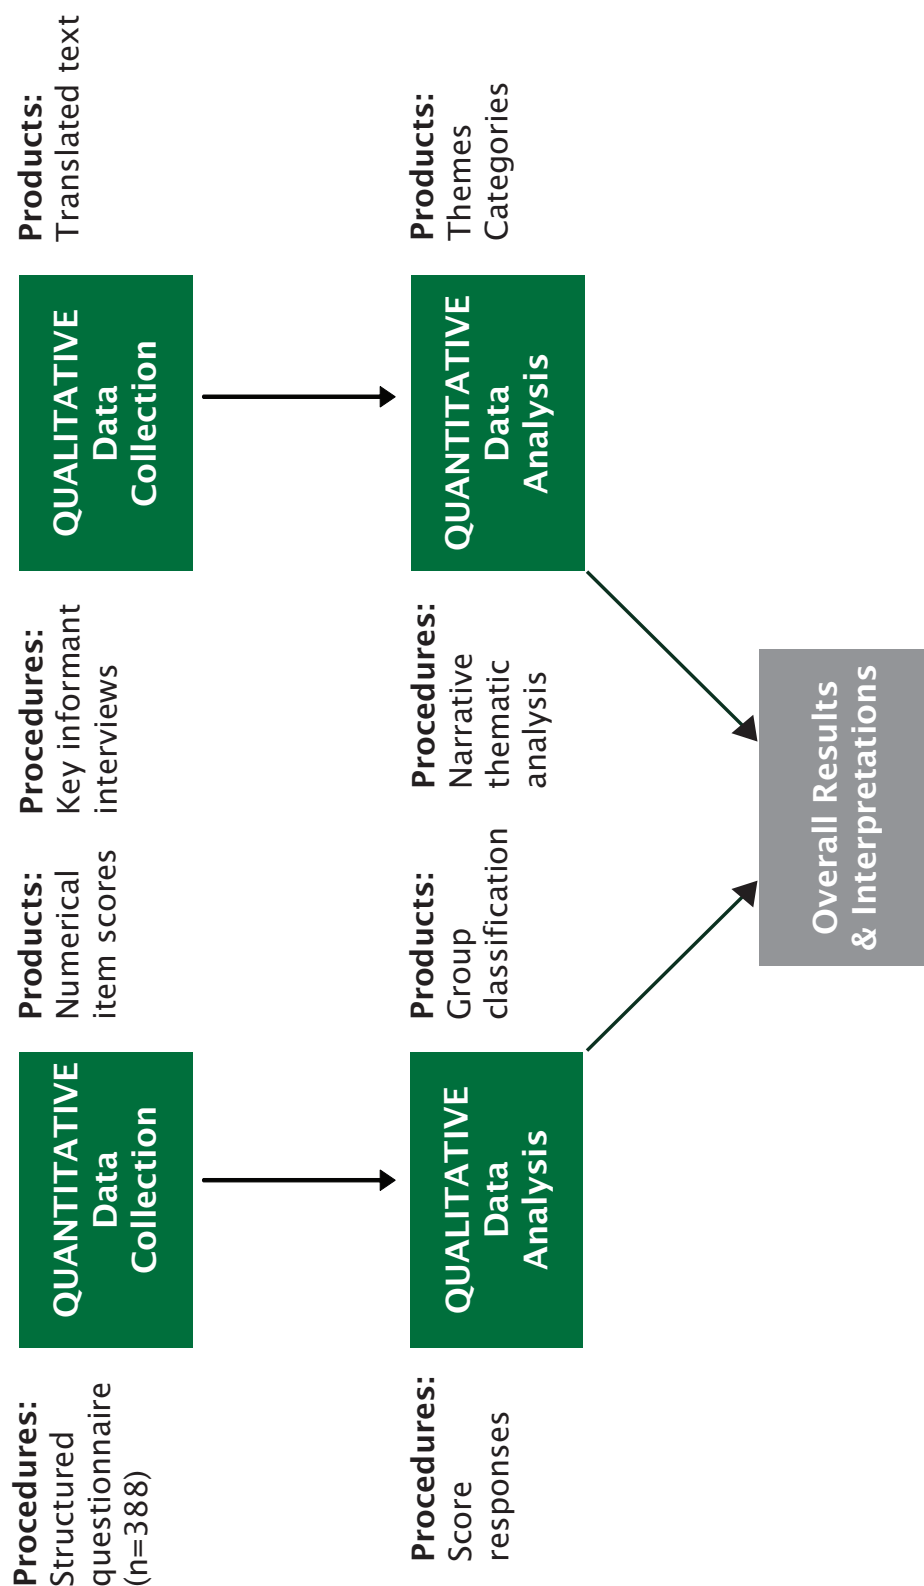 Procedures:
Structured
questionnaire
(n=388)
QUANTITATIVE
Data
Collection
Products:
Numerical
item scores
Procedures:
Key informant
interviews
QUALITATIVE
Data
Collection
Products:
Translated text
Procedures:
Score
responses
QUALITATIVE
Data
Analysis
Products:
Group
classification
Procedures:
Narrative
thematic
analysis
QUANTITATIVE
Data
Analysis
Products:
Themes
Categories
Overall Results
& Interpretations